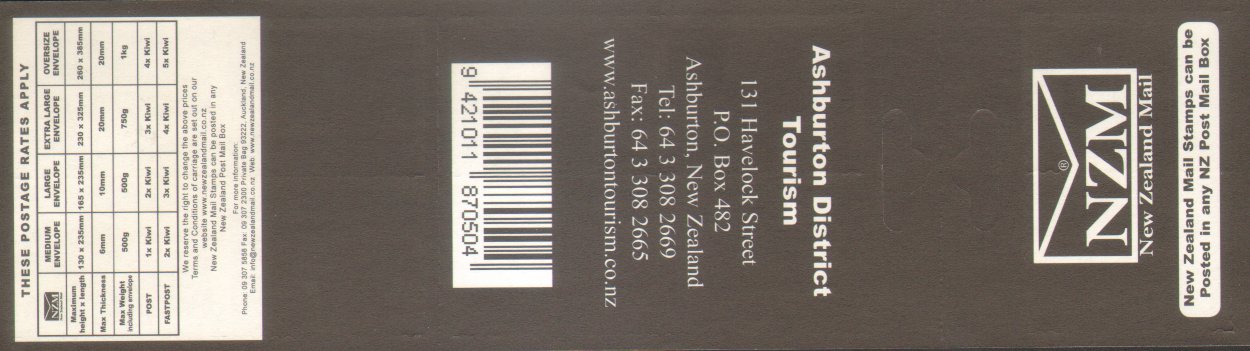 THESE POSTAGE RATES APPLY
NZM MEDIUM ENVELOPE LARGE ENVELOPE EXTRA LARGE ENVELOPE OVERSIZE ENVELOPE
Maximum height x length 130 x 235mm 165 x 235mm 230 x 325mm 260 x 385mm
Max Thickness 6mm 10mm 20mm 20mm
Max Weight including envelope 500g 500g 750g 1kg
POST 1x Kiwi 2x Kiwi 3x Kiwi 4x Kiwi
FASTPOST 2x Kiwi 3x Kiwi 4x Kiwi 5x Kiwi
We reserve the right to change the above prices
Terms and Conditions of carriage are set out on our
website www.newzealandmail.co.nz
New Zealand Mail Stamps can be posted in any
New Zealand Post Mail Box
For more information:
Phone: 09 307 5858 Fax: 09 307 2300 Private Bag 93222, Auckland, New Zealand
Email: info@newzealandmail.co.nz Web: www.newzealandmail.co.nz
9 421011 870504
Ashburton District
Tourism
131 Havelock Street
P.O. Box 482
Ashburton, New Zealand
Tel: 64 3 308 2669
Fax: 64 3 308 2665
www.ashburtontourism.co.nz
®
NZM
New Zealand Mail
New Zealand Mail Stamps can be
Posted in any NZ Post Mail Box